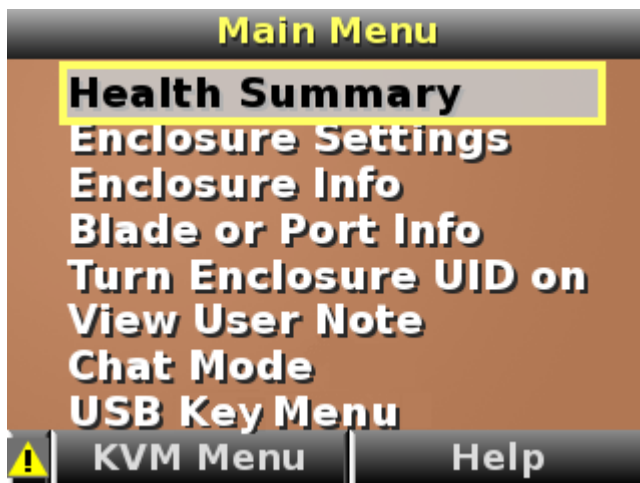 Main Menu
Health Summary
Enclosure Settings
Enclosure Info
Blade or Port Info
Turn Enclosure UID on
View User Note
Chat Mode
USB Key Menu
KVM Menu Help